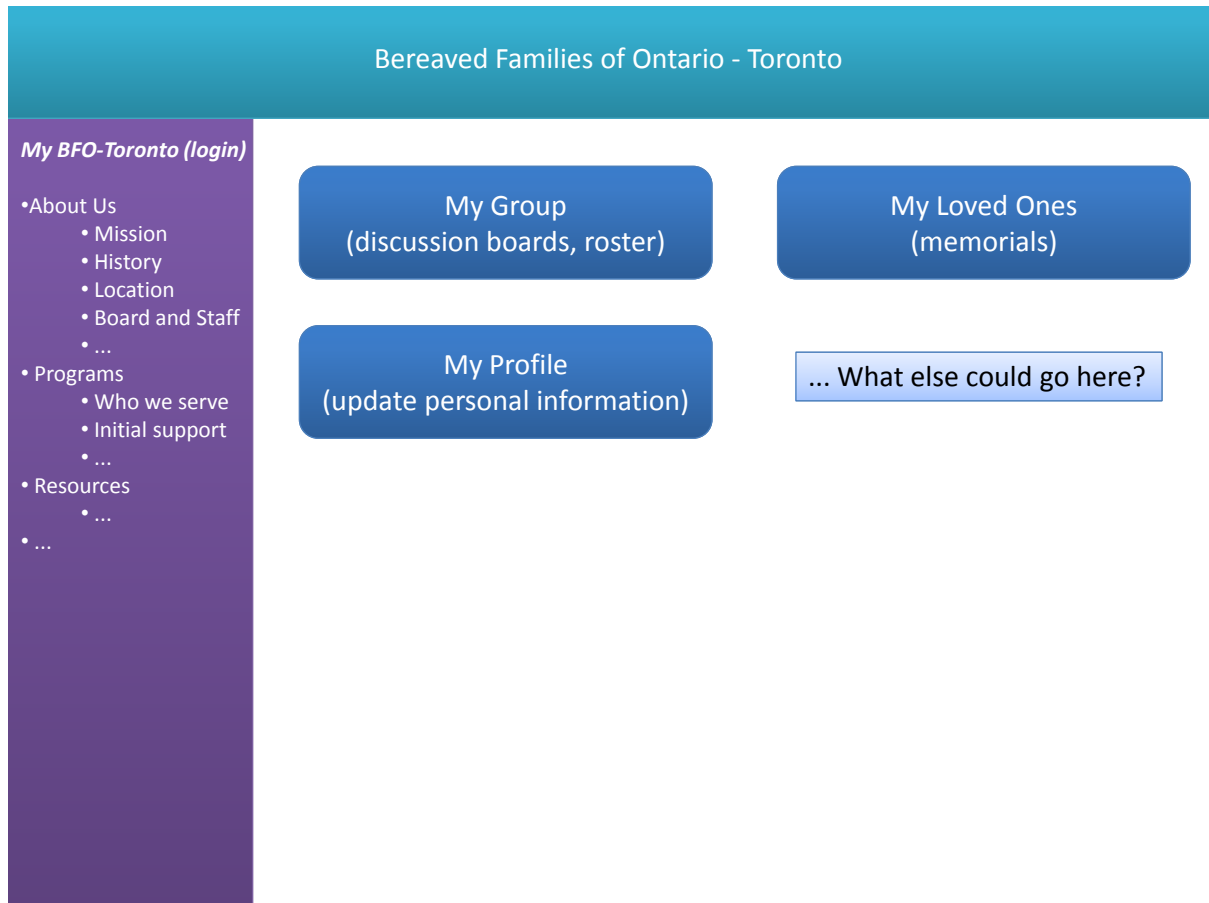 Bereaved Families of Ontario - Toronto
My BFO-Toronto (login)
•About Us
• Mission
• History
• Location
• Board and Staff
• ...
• Programs
• Who we serve
• Initial support
• ...
• Resources
• ...
• ...
My Group
(discussion boards, roster)
My Loved Ones
(memorials)
My Profile
(update personal information)
... What else could go here?